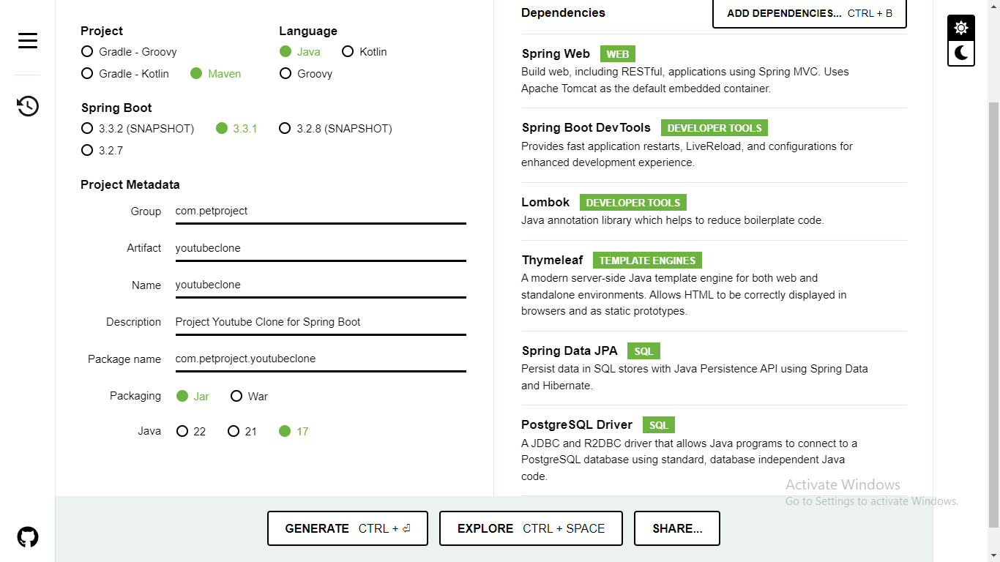 Project
Gradle - Groovy
Gradle - Kotlin
Maven
Language
Java
Kotlin
Groovy
Spring Boot
3.3.2 (SNAPSHOT)
3.3.1
3.2.8 (SNAPSHOT)
3.2.7
Project Metadata
Group
com.petproject
Artifact
youtubeclone
Name
youtubeclone
Description
Project Youtube Clone for Spring Boot
Package name
com.petproject.youtubeclone
Packaging
Jar
War
Java
22
21
17
Dependencies
ADD DEPENDENCIES... CTRL + B
Spring Web WEB
Build web, including RESTful, applications using Spring MVC. Uses
Apache Tomcat as the default embedded container.
Spring Boot DevTools DEVELOPER TOOLS
Provides fast application restarts, LiveReload, and configurations for
enhanced development experience.
Lombok DEVELOPER TOOLS
Java annotation library which helps to reduce boilerplate code.
Thymeleaf TEMPLATE ENGINES
A modern server-side Java template engine for both web and
standalone environments. Allows HTML to be correctly displayed in
browsers and as static prototypes.
Spring Data JPA SQL
Persist data in SQL stores with Java Persistence API using Spring Data
and Hibernate.
PostgreSQL Driver SQL
A JDBC and R2DBC driver that allows Java programs to connect to a
PostgreSQL database using standard, database independent Java
code.
Activate Windows
Go to Settings to activate Windows.
GENERATE CTRL + ⏎
EXPLORE CTRL + SPACE
SHARE...